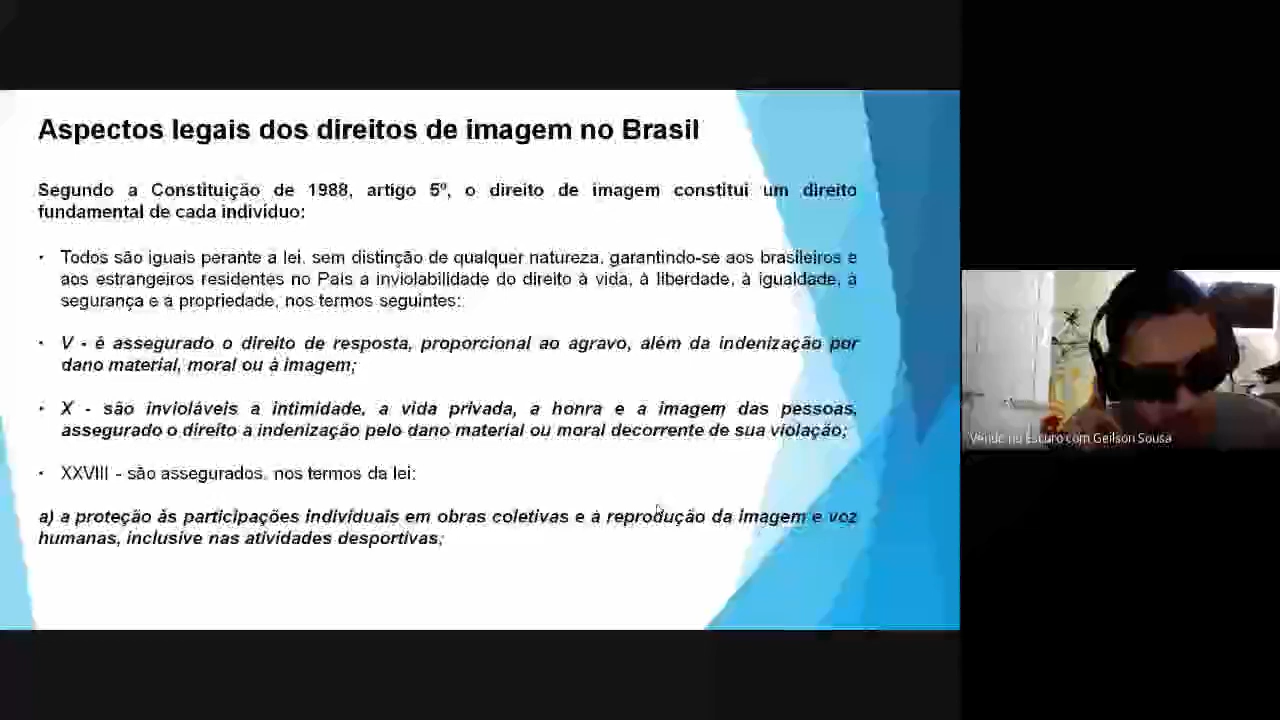 Aspectos legais dos direitos de imagem no Brasil
Segundo a Constituição de 1988, artigo 5º, o direito de imagem constitui um direito
fundamental de cada individuo:
• Todos são iguais perante a lei, sem distinção de qualquer natureza, garantindo-se aos brasileiros e
aos estrangeiros residentes no País a inviolabilidade do direito à vida, à liberdade, à igualdade, à
segurança e a propriedade, nos termos seguintes:
• V - é assegurado o direito de resposta, proporcional ao agravo, além da indenização por
dano material, moral ou à imagem;
• X - são invioláveis a intimidade, a vida privada, a honra e a imagem das pessoas,
assegurado o direito a indenização pelo dano material ou moral decorrente de sua violação;
• XXVIII - são assegurados, nos termos da lei:
a) a proteção às participações individuais em obras coletivas e à reprodução da imagem e voz
humanas, inclusive nas atividades desportivas;
Vendo no Escuro com Geilson Sousa